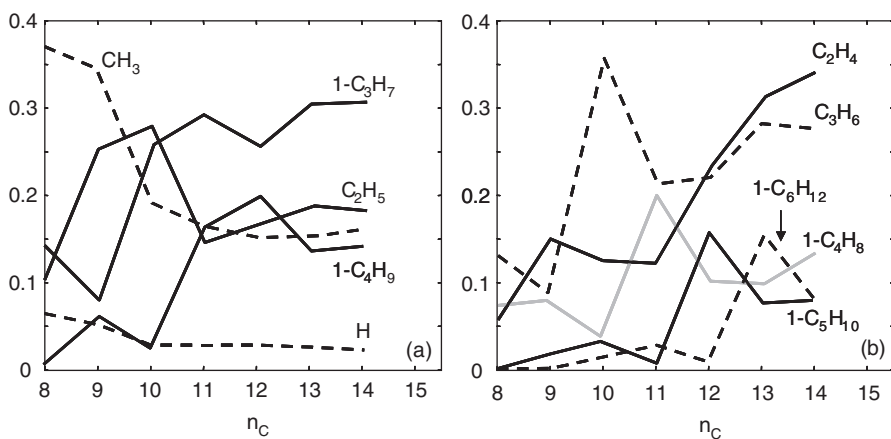 0.4
0.3
0.2
0.1
0
8 9 10 11 12 13 14 15
n_C
CH₃
1-C₃H₇
C₂H₅
1-C₄H₉
H
(a)
0.4
0.3
0.2
0.1
0
8 9 10 11 12 13 14 15
n_C
C₂H₄
C₃H₆
1-C₆H₁₂
1-C₄H₈
1-C₅H₁₀
(b)